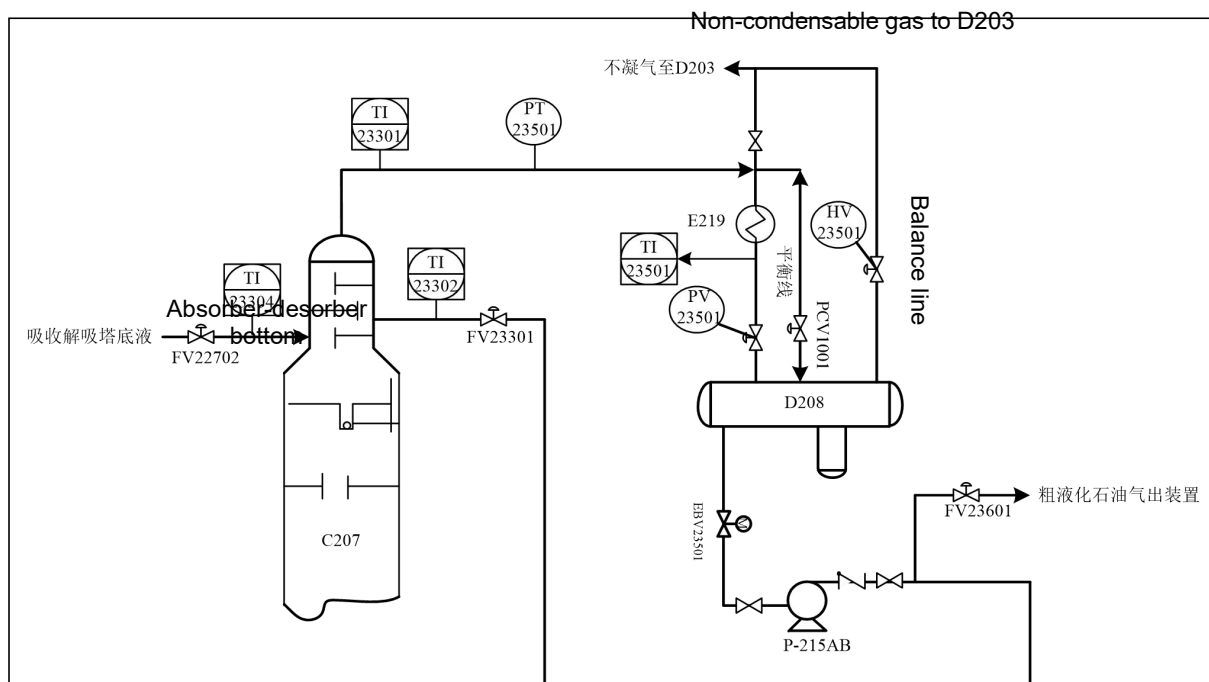 Non-condensable gas to D203
不凝气至D203
TI
23301
PT
23501
E219
HV
23501
Balance line
平衡线
TI
23501
TI
23304
TI
23302
PV
23501
PCV1001
Absorber-desorber
bottom
吸收解吸塔底液
FV22702
FV23301
D208
粗液化石油气出装置
FV23601
EBV23501
M
C207
P-215AB